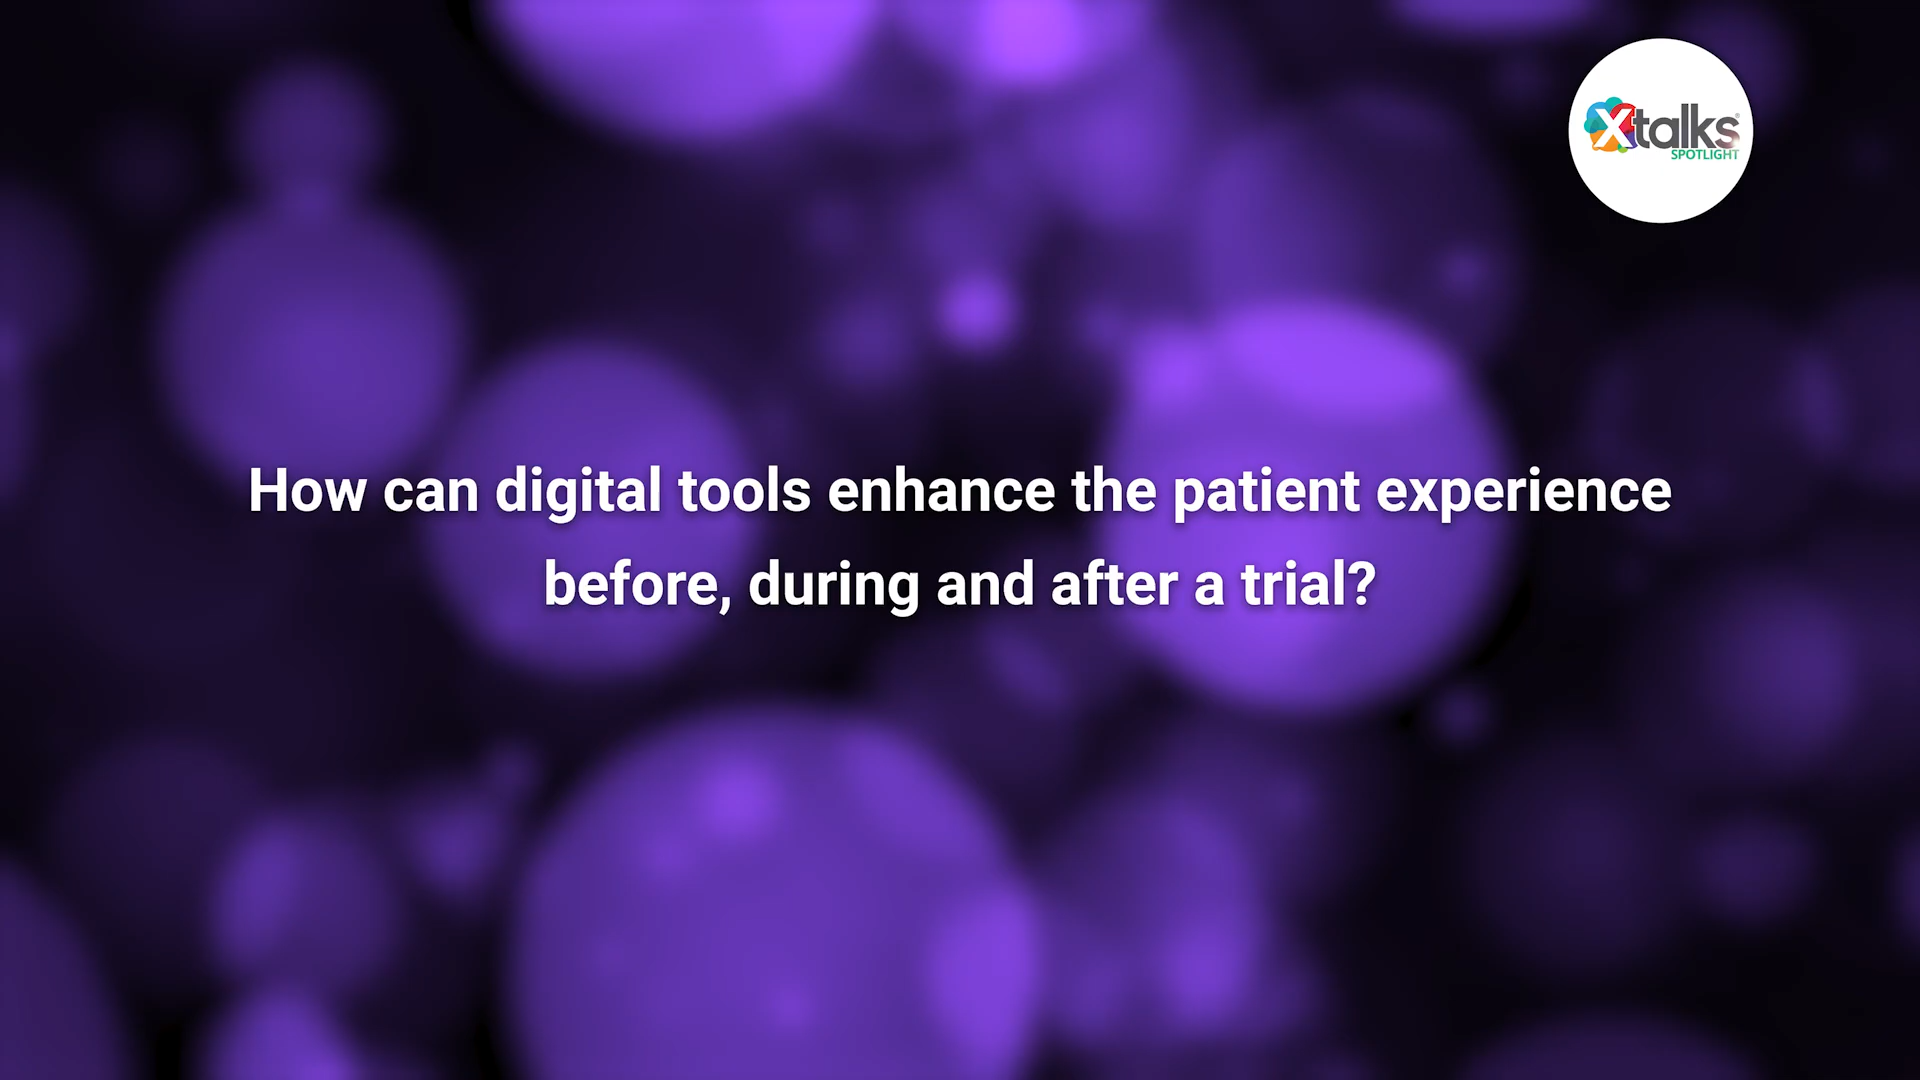 Xtalks
SPOTLIGHT
How can digital tools enhance the patient experience
before, during and after a trial?